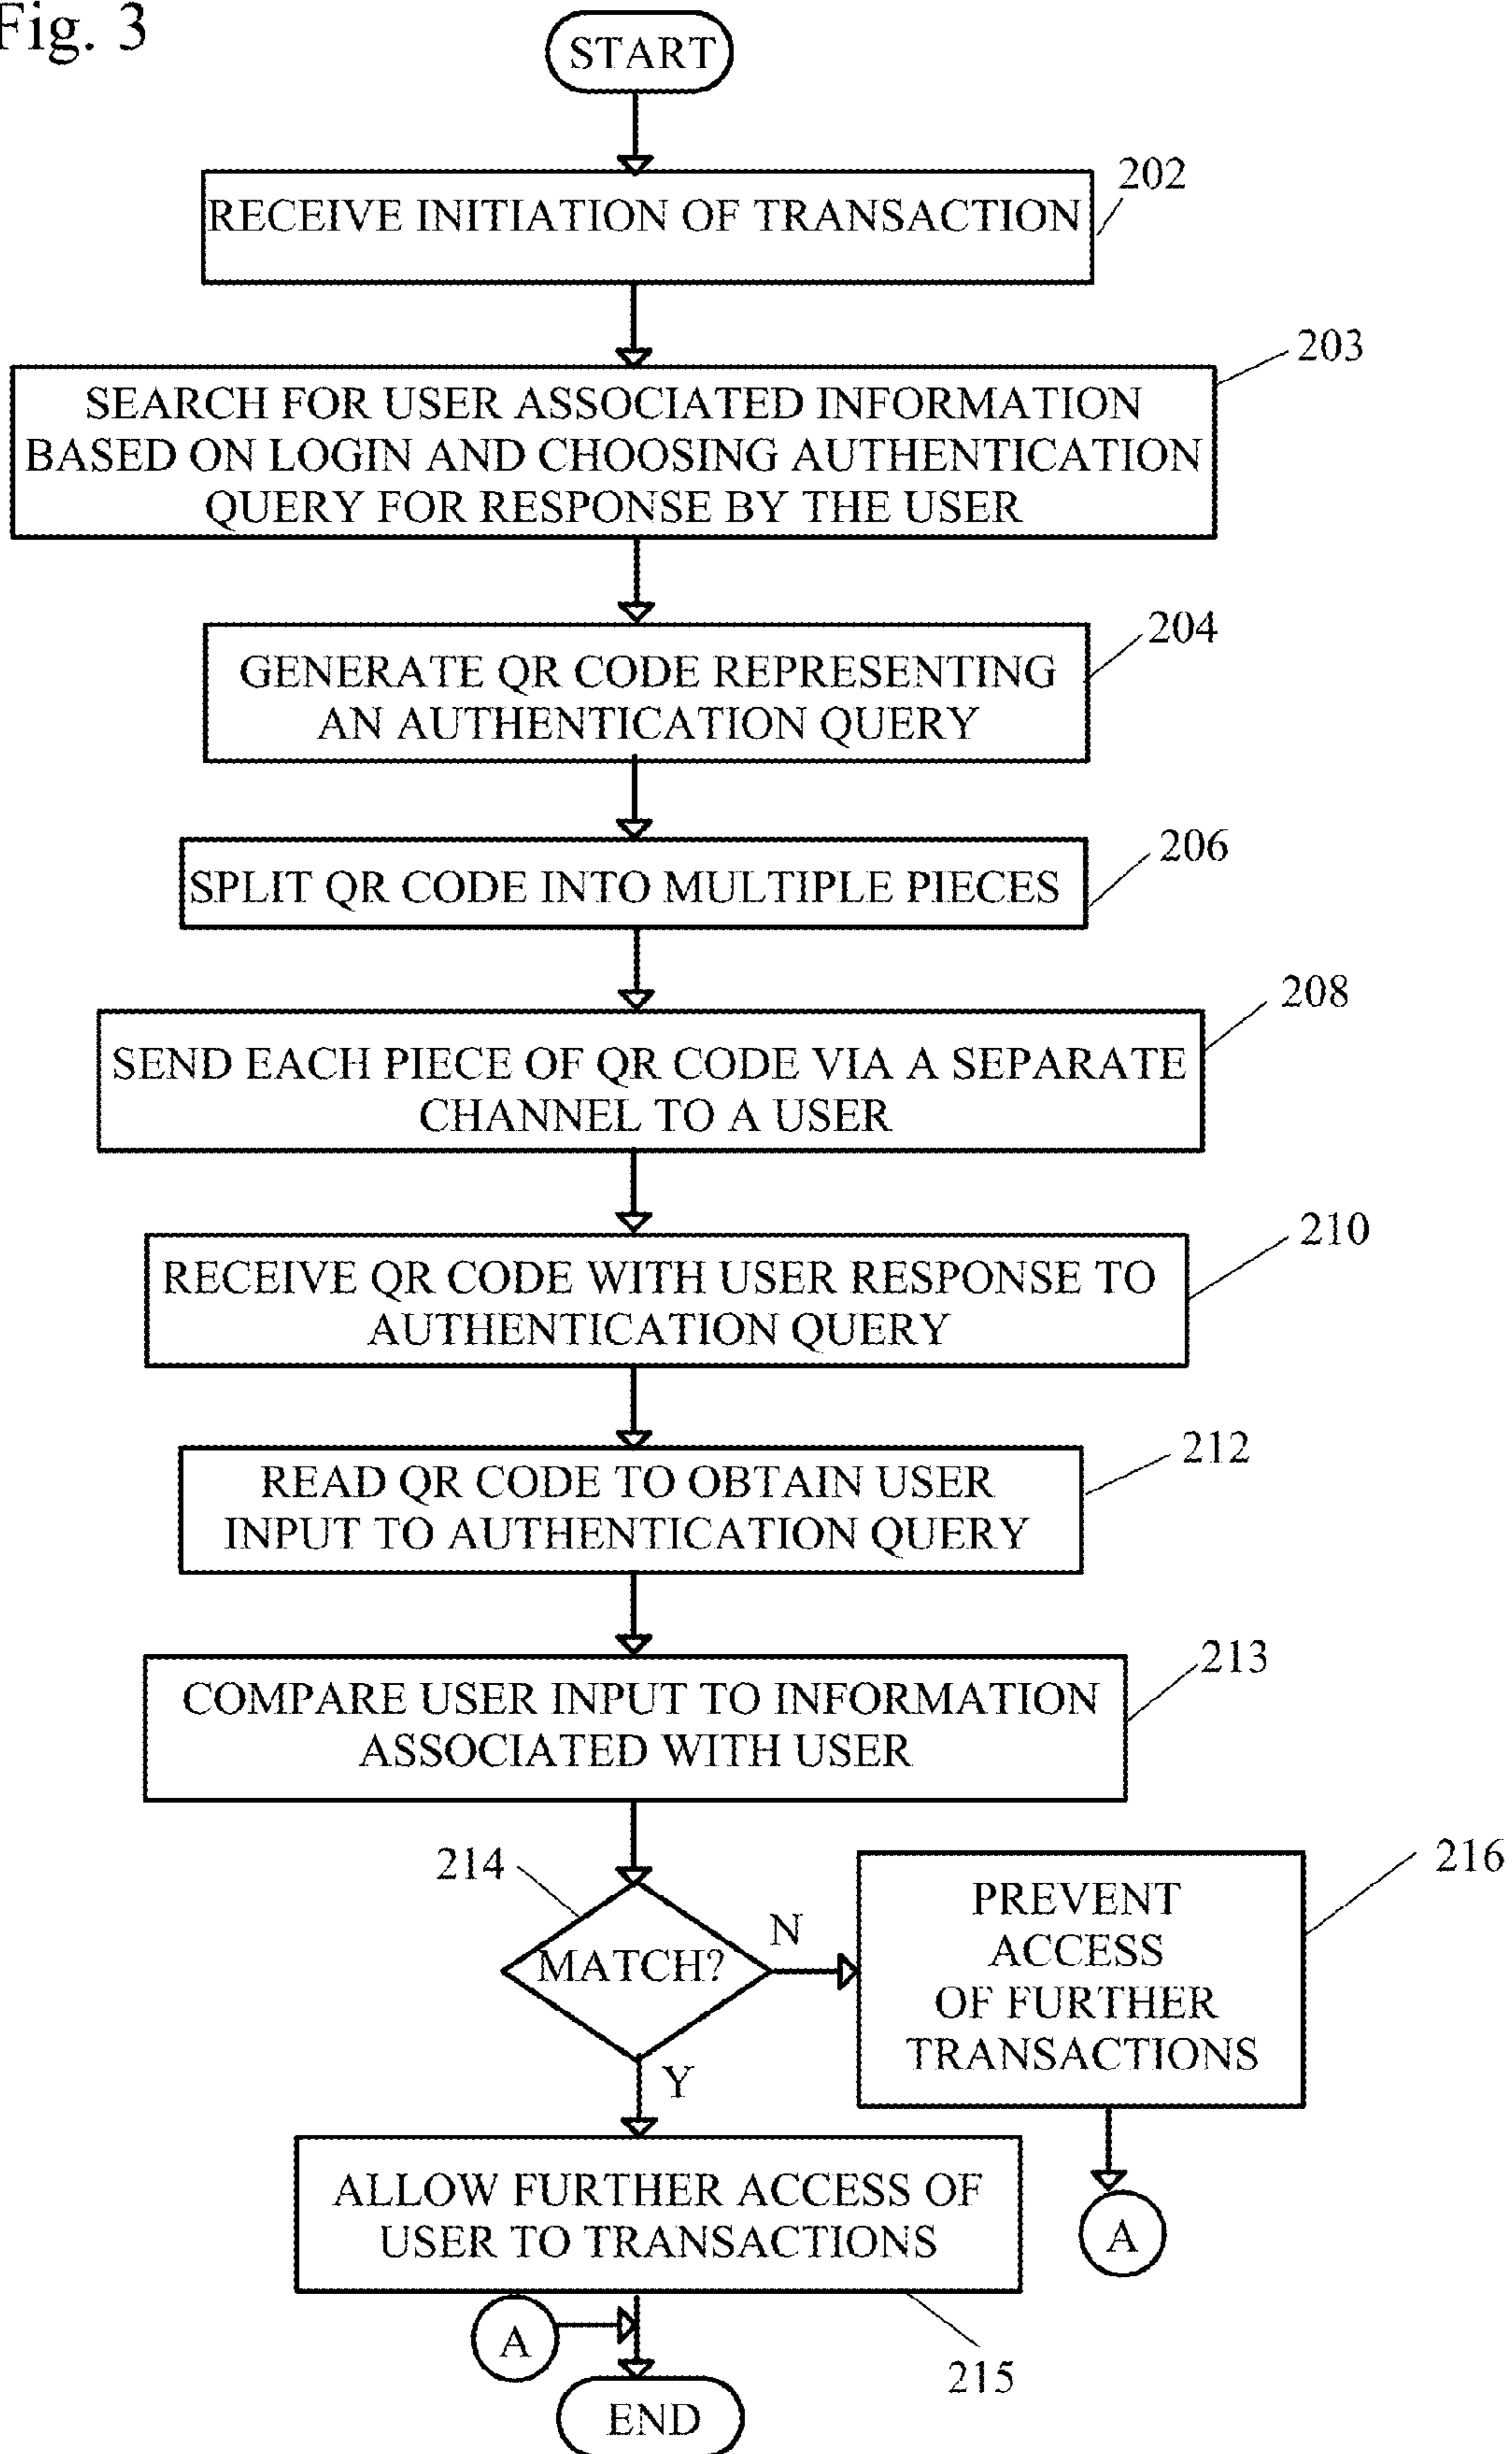 Fig. 3
START
202
RECEIVE INITIATION OF TRANSACTION
203
SEARCH FOR USER ASSOCIATED INFORMATION
BASED ON LOGIN AND CHOOSING AUTHENTICATION
QUERY FOR RESPONSE BY THE USER
204
GENERATE QR CODE REPRESENTING
AN AUTHENTICATION QUERY
206
SPLIT QR CODE INTO MULTIPLE PIECES
208
SEND EACH PIECE OF QR CODE VIA A SEPARATE
CHANNEL TO A USER
210
RECEIVE QR CODE WITH USER RESPONSE TO
AUTHENTICATION QUERY
212
READ QR CODE TO OBTAIN USER
INPUT TO AUTHENTICATION QUERY
213
COMPARE USER INPUT TO INFORMATION
ASSOCIATED WITH USER
214
MATCH?
N
216
PREVENT
ACCESS
OF FURTHER
TRANSACTIONS
Y
ALLOW FURTHER ACCESS OF
USER TO TRANSACTIONS
A
A
215
END